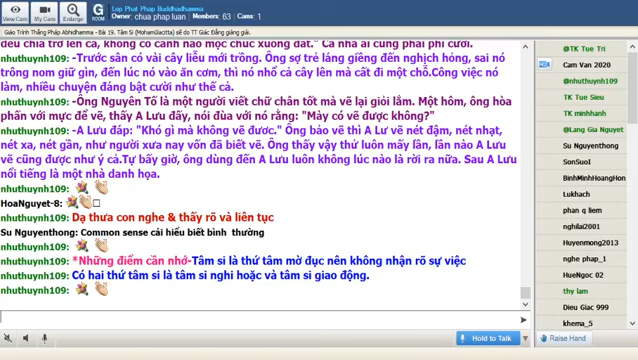 View Cam
My Cam
Enlarge
G
ROOM
Lep Phat Phap Buddhadhamma
Owner: chua phap luan Members: 63 Cams: 1
Giáo Trình Thắng Pháp Abhidhamma - Bài 19. Tâm Si (Mohamūlacitta) sẽ do TT Giác Đẳng giảng giải.
đều chĩa trở lên cả, không có cành nào mọc chúc xuống đất." Cả nhà ai cũng phải phì cười.
-Trước sân có vài cây liễu mới trồng. Ông sợ trẻ láng giềng đến nghịch hỏng, sai nó
trông nom giữ gìn, đến lúc nó vào ăn cơm, thì nó nhổ cả cây lên mà cất đi một chỗ.Công việc nó
làm, nhiều chuyện đáng bật cười như thế cả.
-Ông Nguyên Tố là một người viết chữ chân tốt mà vẽ lại giỏi lắm. Một hôm, ông hòa
phấn với mực để vẽ, thấy A Lưu đấy, nói đùa với nó rằng: "Mày có vẽ được không?"
-A Lưu đáp: "Khó gì mà không vẽ được." Ông bảo vẽ thì A Lư vẽ nét đậm, nét nhạt,
nét xa, nét gần, như người xưa nay vốn đã biết vẽ. Ông thấy vậy thử luôn mấy lần, lần nào A Lưu
vẽ cũng được như ý cả.Tự bấy giờ, ông dùng đến A Lưu luôn không lúc nào là rời ra nữa. Sau A Lưu
nổi tiếng là một nhà danh họa.
nhuthuynh109:
HoaNguyet-8:
nhuthuynh109: Dạ thưa con nghe & thấy rõ và liên tục
Su Nguyenthong: Common sense cái hiểu biết bình thường
nhuthuynh109:
nhuthuynh109: *Những điểm cần nhớ-Tâm si là thứ tâm mờ đục nên không nhận rõ sự việc
nhuthuynh109: Có hai thứ tâm si là tâm si nghi hoặc và tâm si giao động.
nhuthuynh109:
Hold to Talk
@TK Tue Tri
Cam Van 2020
@nhuthuynh109
TK Tue Sieu
TK minhhanh
@Lang Gia Nguyet
Su Nguyenthong
SonSuoI
BinhMinhHoangHon
Lukhach
phan q liem
nghilai2001
Huyenmong2013
nghe phap_1
HueNgoc 02
thy lam
Dieu Giac 999
khema_5
Raise Hand